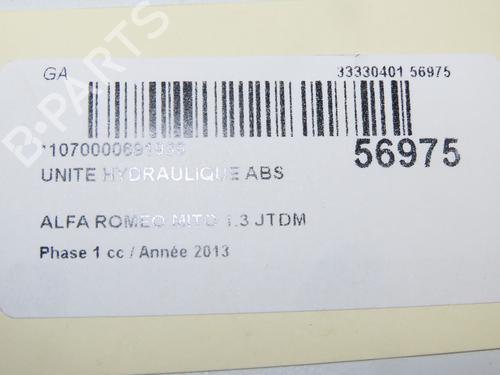 GA 33330401 56975
56975
UNITE HYDRAULIQUE ABS
ALFA ROMEO MITO 1.3 JTDM
Phase 1 cc / Année 2013
B-PARTS